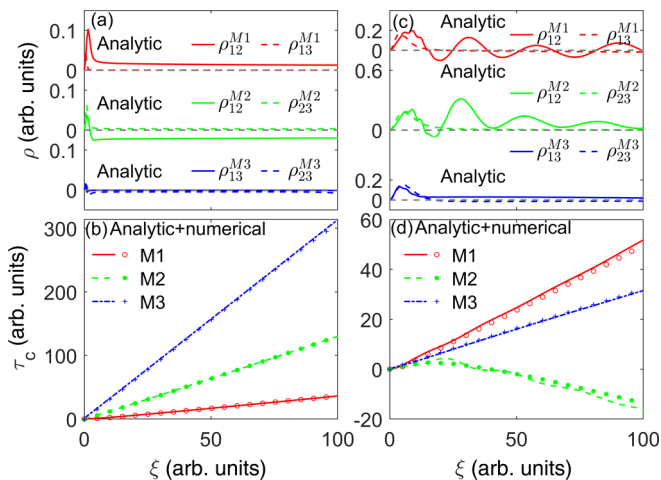 (a) Analytic
ρ₁₂ᴹ¹ ρ₁₃ᴹ¹
Analytic
ρ₁₂ᴹ² ρ₂₃ᴹ²
Analytic
ρ₁₃ᴹ³ ρ₂₃ᴹ³
0.1
0
0.1
0
0.1
0
ρ (arb. units)
(c) Analytic
ρ₁₂ᴹ¹ ρ₁₃ᴹ¹
Analytic
ρ₁₂ᴹ² ρ₂₃ᴹ²
Analytic
ρ₁₃ᴹ³ ρ₂₃ᴹ³
0.2
0
0.6
0
0.2
0
(b) Analytic+numerical
M1
M2
M3
300
200
100
0
0 50 100
τc (arb. units)
ξ (arb. units)
(d) Analytic+numerical
M1
M2
M3
60
40
20
0
-20
0 50 100
ξ (arb. units)